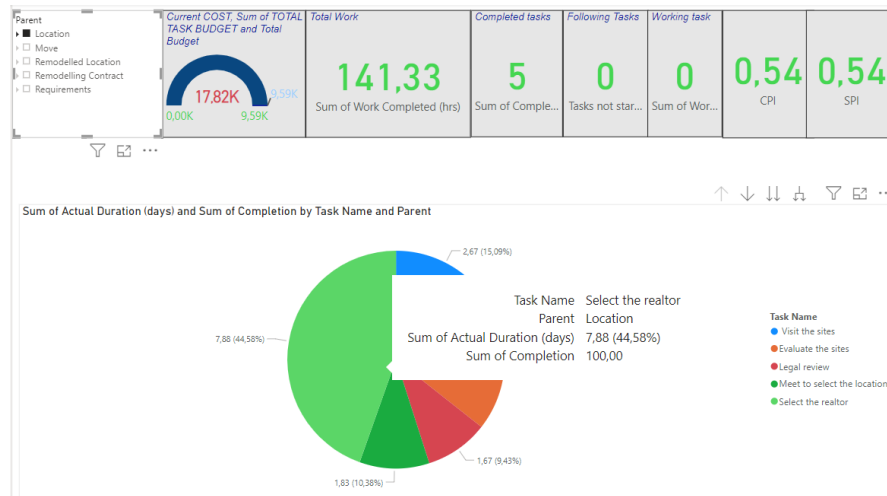 Parent
Location
Move
Remodelled Location
Remodelling Contract
Requirements
Current COST, Sum of TOTAL
TASK BUDGET and Total
Budget
17,82K
9,59K
0,00K
9,59K
Total Work
141,33
Sum of Work Completed (hrs)
Completed tasks
5
Sum of Comple...
Following Tasks
0
Tasks not star...
Working task
0
Sum of Wor...
0,54
CPI
0,54
SPI
Sum of Actual Duration (days) and Sum of Completion by Task Name and Parent
2,67 (15,09%)
7,88 (44,58%)
Task Name Select the realtor
Parent Location
Sum of Actual Duration (days) 7,88 (44,58%)
Sum of Completion 100,00
1,67 (9,43%)
1,83 (10,38%)
Task Name
Visit the sites
Evaluate the sites
Legal review
Meet to select the location
Select the realtor